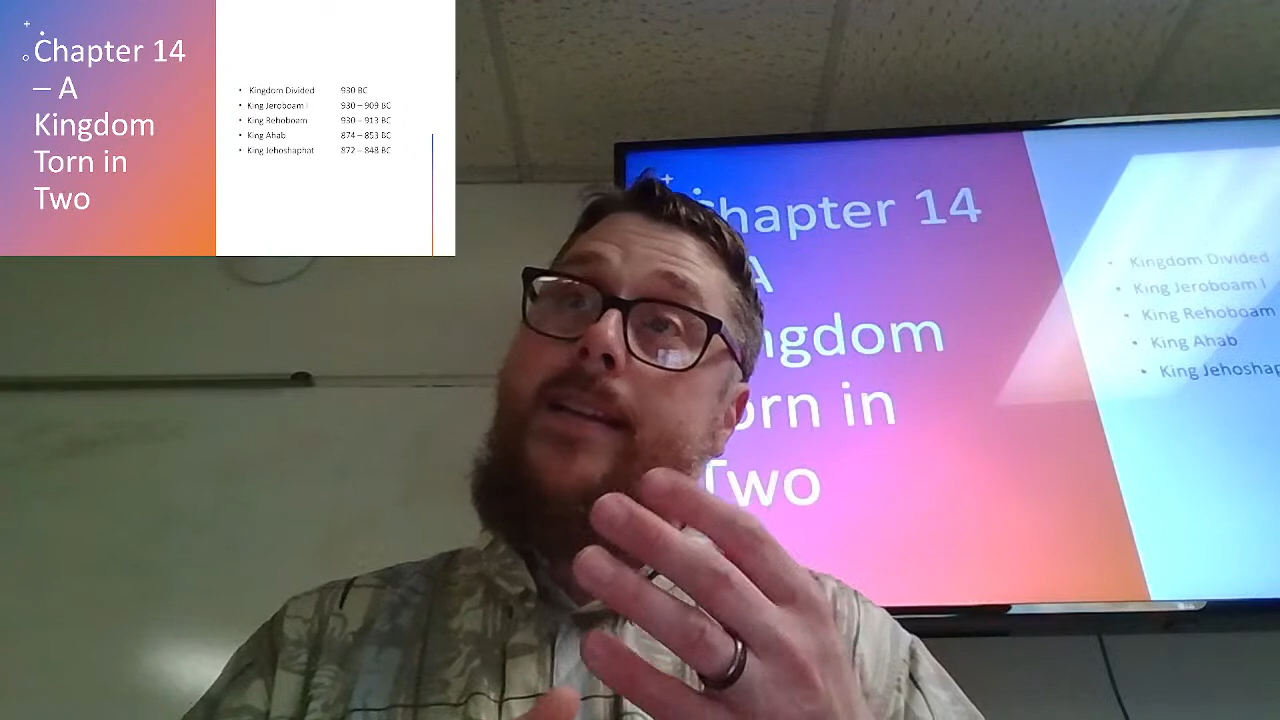 Chapter 14
– A
Kingdom
Torn in
Two
• Kingdom Divided 930 BC
• King Jeroboam I 930 – 909 BC
• King Rehoboam 930 – 913 BC
• King Ahab 874 – 853 BC
• King Jehoshaphat 872 – 848 BC
Chapter 14
A
ngdom
orn in
Two
• Kingdom Divided
• King Jeroboam I
• King Rehoboam
• King Ahab
• King Jehoshap